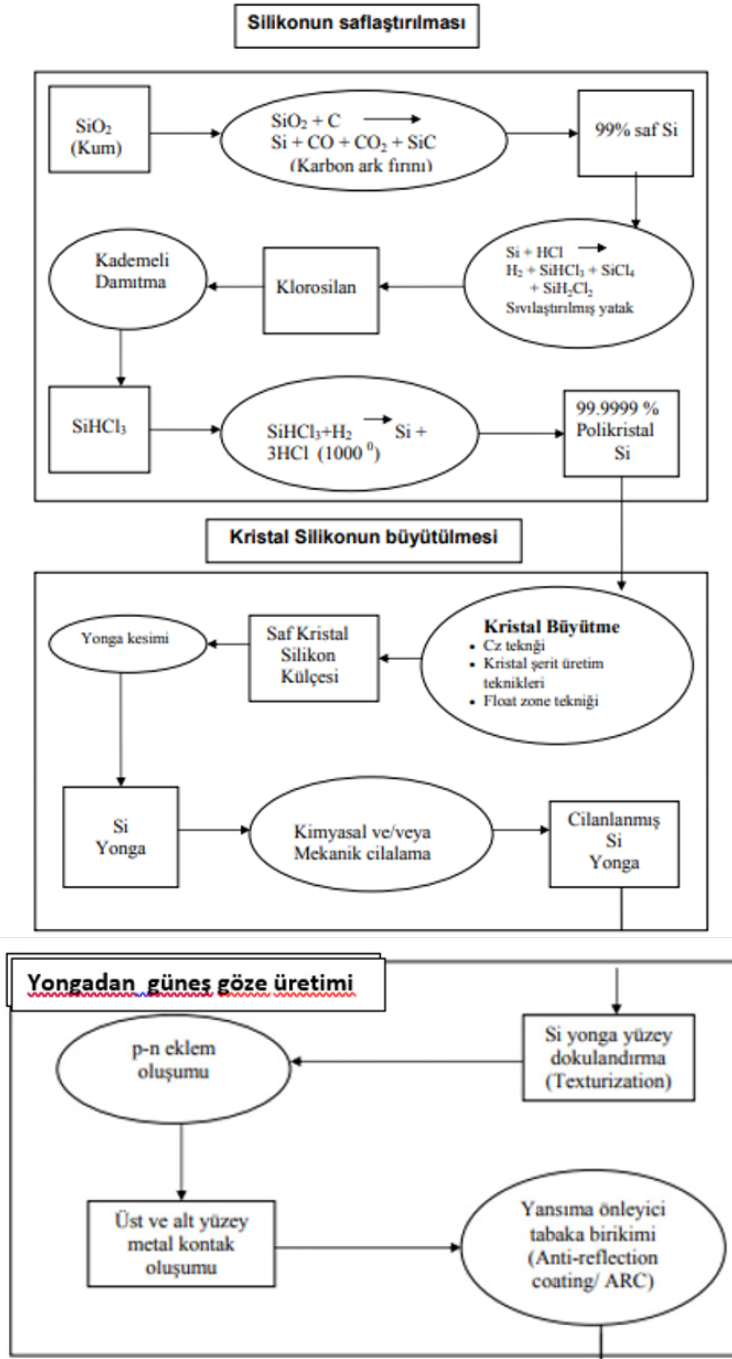 Silikonun saflaştırılması
SiO₂
(Kum)
SiO₂ + C ⟶
Si + CO + CO₂ + SiC
(Karbon ark fırını)
99% saf Si
Si + HCl ⟶
H₂ + SiHCl₃ + SiCl₄
+ SiH₂Cl₂
Sıvılaştırılmış yatak
Klorosilan
Kademeli
Damıtma
SiHCl₃
SiHCl₃+H₂ ⟶ Si +
3HCl (1000 ⁰)
99.9999 %
Polikristal
Si
Kristal Silikonun büyütülmesi
Kristal Büyütme
• Cz teknği
• Kristal şerit üretim
teknikleri
• Float zone tekniği
Saf Kristal
Silikon
Külçesi
Yonga kesimi
Si
Yonga
Kimyasal ve/veya
Mekanik cilalama
Cilanlanmış
Si
Yonga
Yongadan güneş göze üretimi
Si yonga yüzey
dokulandırma
(Texturization)
p-n eklem
oluşumu
Üst ve alt yüzey
metal kontak
oluşumu
Yansıma önleyici
tabaka birikimi
(Anti-reflection
coating/ ARC)